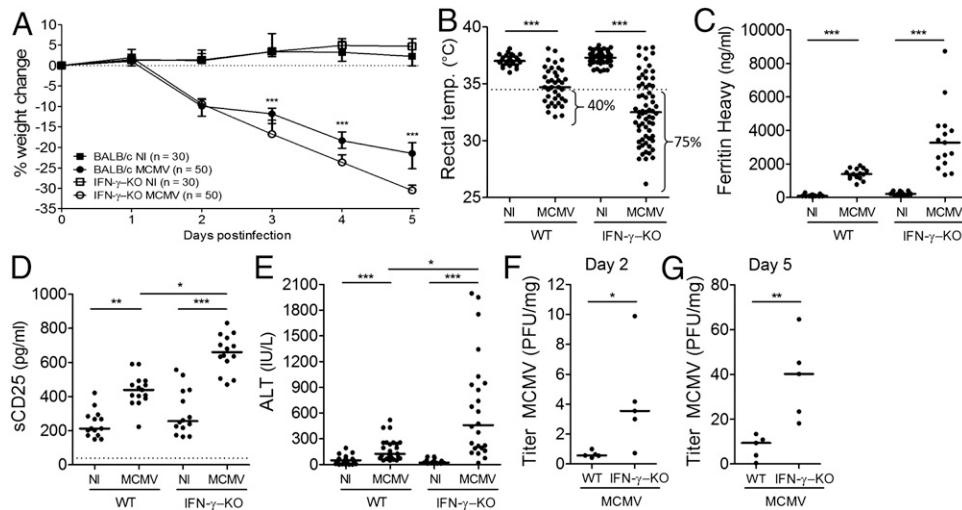 A
% weight change
10
5
0
-5
-10
-15
-20
-25
-30
-35
*** *** ***
BALB/c NI (n = 30)
BALB/c MCMV (n = 50)
IFN-γ–KO NI (n = 30)
IFN-γ–KO MCMV (n = 50)
0 1 2 3 4 5
Days postinfection
B
Rectal temp. (°C)
40
35
30
25
*** ***
40%
75%
NI MCMV NI MCMV
WT IFN-γ–KO
C
Ferritin Heavy (ng/ml)
10000
8000
6000
4000
2000
0
*** ***
NI MCMV NI MCMV
WT IFN-γ–KO
D
sCD25 (pg/ml)
1000
800
600
400
200
0
*
** ***
NI MCMV NI MCMV
WT IFN-γ–KO
E
ALT (IU/L)
2100
1800
1500
1200
900
600
300
0
*
*** ***
NI MCMV NI MCMV
WT IFN-γ–KO
F
Day 2
Titer MCMV (PFU/mg)
12
10
8
6
4
2
0
*
WT IFN-γ–KO
MCMV
G
Day 5
Titer MCMV (PFU/mg)
80
60
40
20
0
**
WT IFN-γ–KO
MCMV